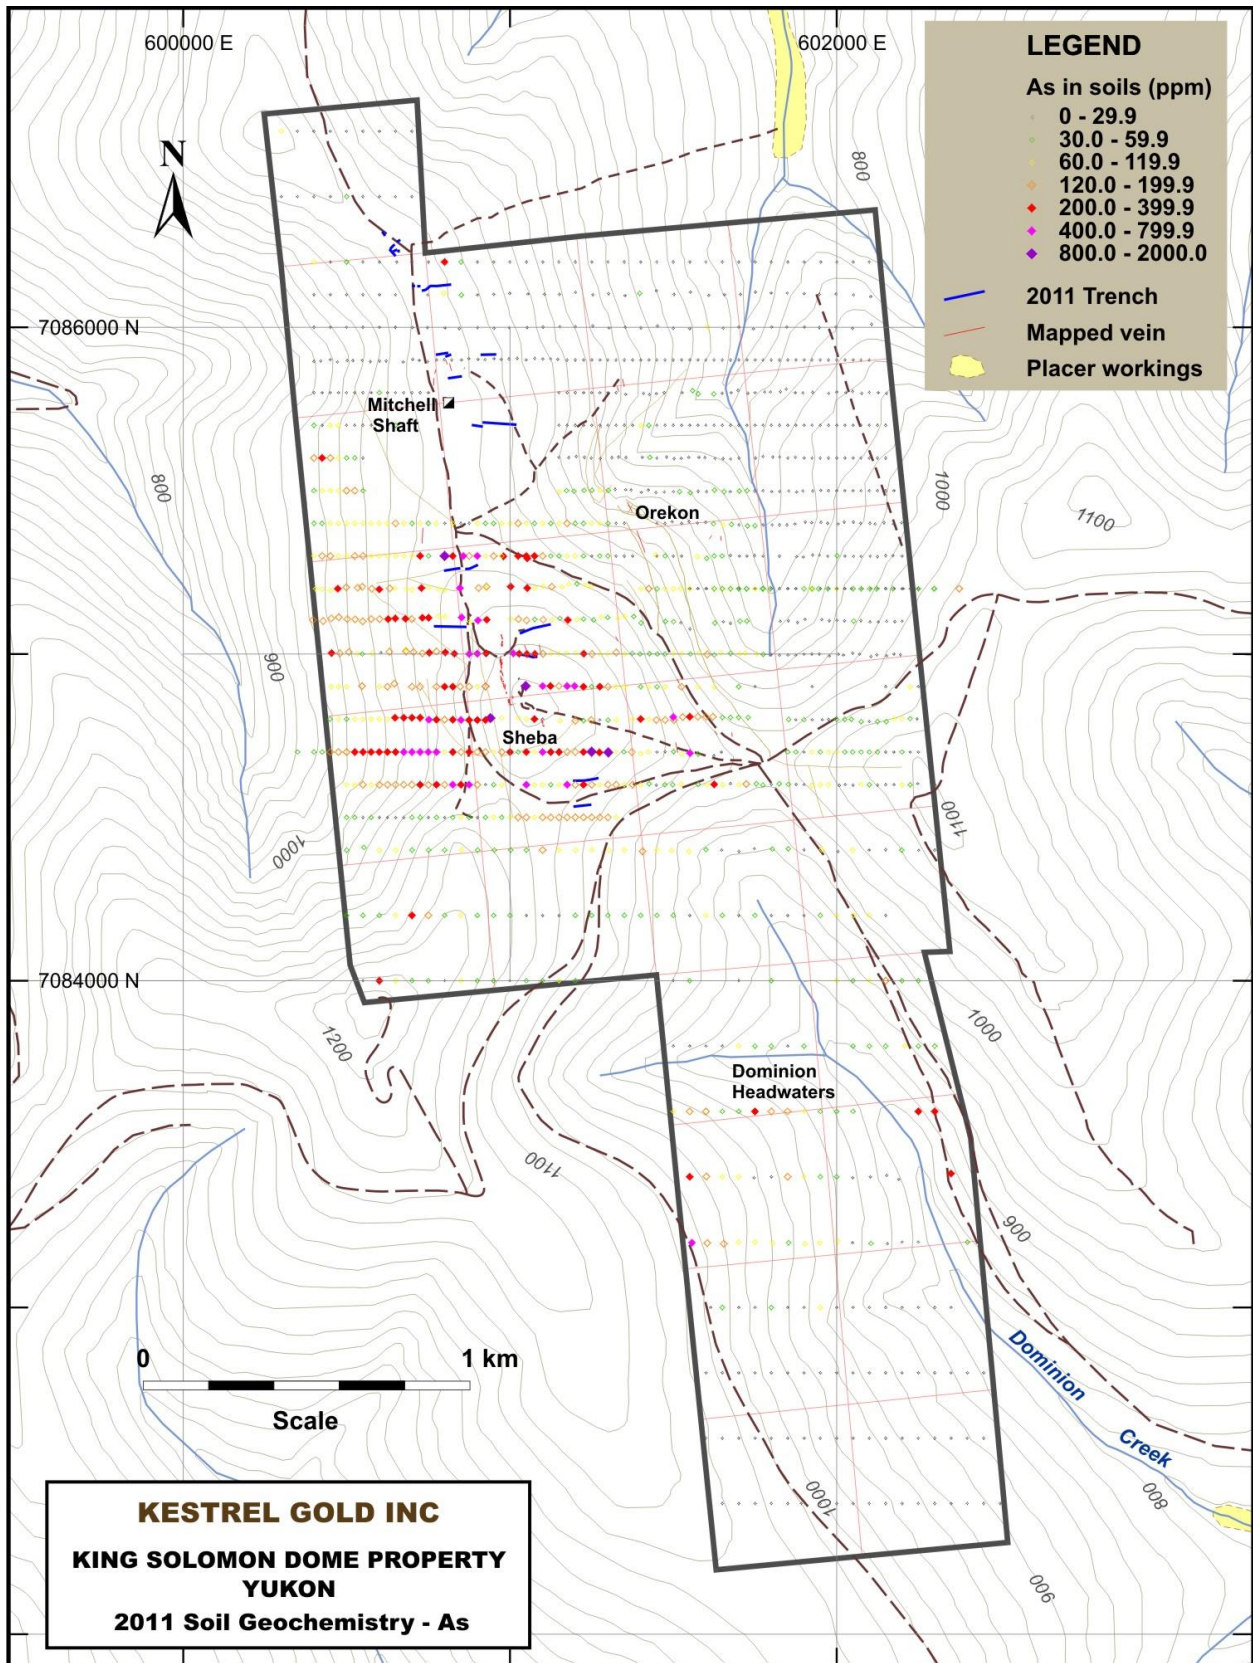 600000 E
602000 E
LEGEND
As in soils (ppm)
0 - 29.9
30.0 - 59.9
60.0 - 119.9
120.0 - 199.9
200.0 - 399.9
400.0 - 799.9
800.0 - 2000.0
2011 Trench
Mapped vein
Placer workings
N
800
7086000 N
Mitchell
Shaft
800
1000
1100
Orekon
900
Sheba
1100
1000
7084000 N
1200
1000
Dominion
Headwaters
1100
900
0
1 km
Scale
Dominion
Creek
1000
800
900
KESTREL GOLD INC
KING SOLOMON DOME PROPERTY
YUKON
2011 Soil Geochemistry - As